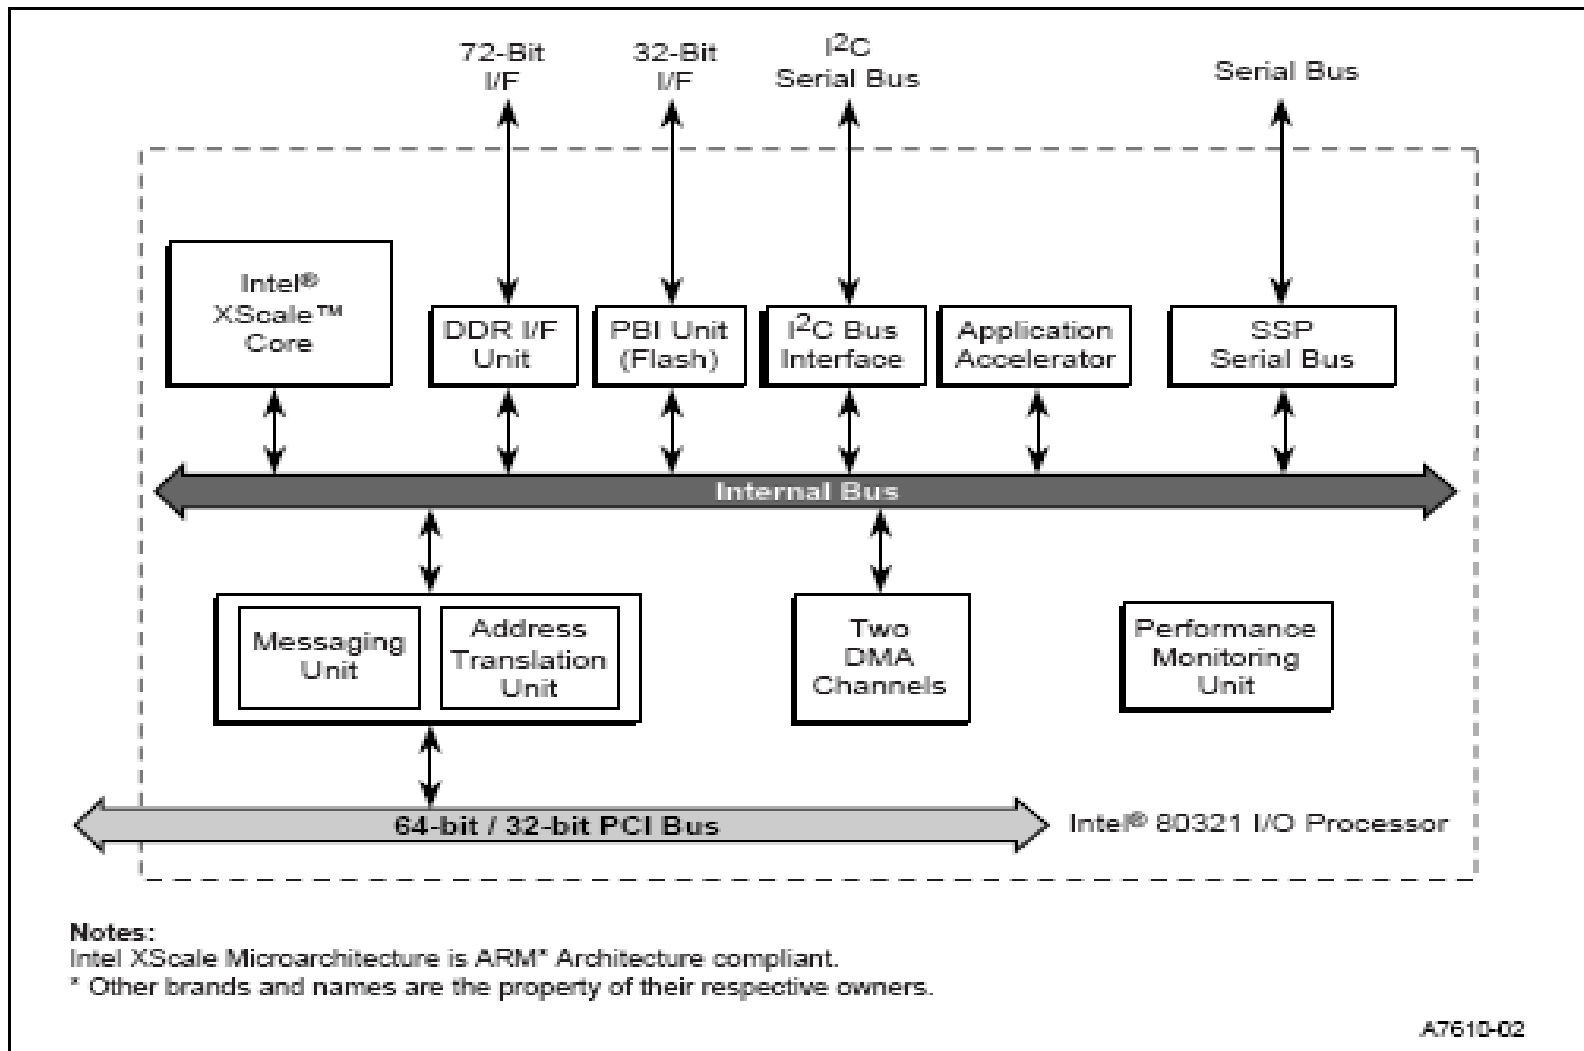 72-Bit
I/F
32-Bit
I/F
I2C
Serial Bus
Serial Bus
Intel®
XScale™
Core
DDR I/F
Unit
PBI Unit
(Flash)
I2C Bus
Interface
Application
Accelerator
SSP
Serial Bus
Internal Bus
Messaging
Unit
Address
Translation
Unit
Two
DMA
Channels
Performance
Monitoring
Unit
64-bit / 32-bit PCI Bus
Intel® 80321 I/O Processor
Notes:
Intel XScale Microarchitecture is ARM* Architecture compliant.
* Other brands and names are the property of their respective owners.
A7610-02